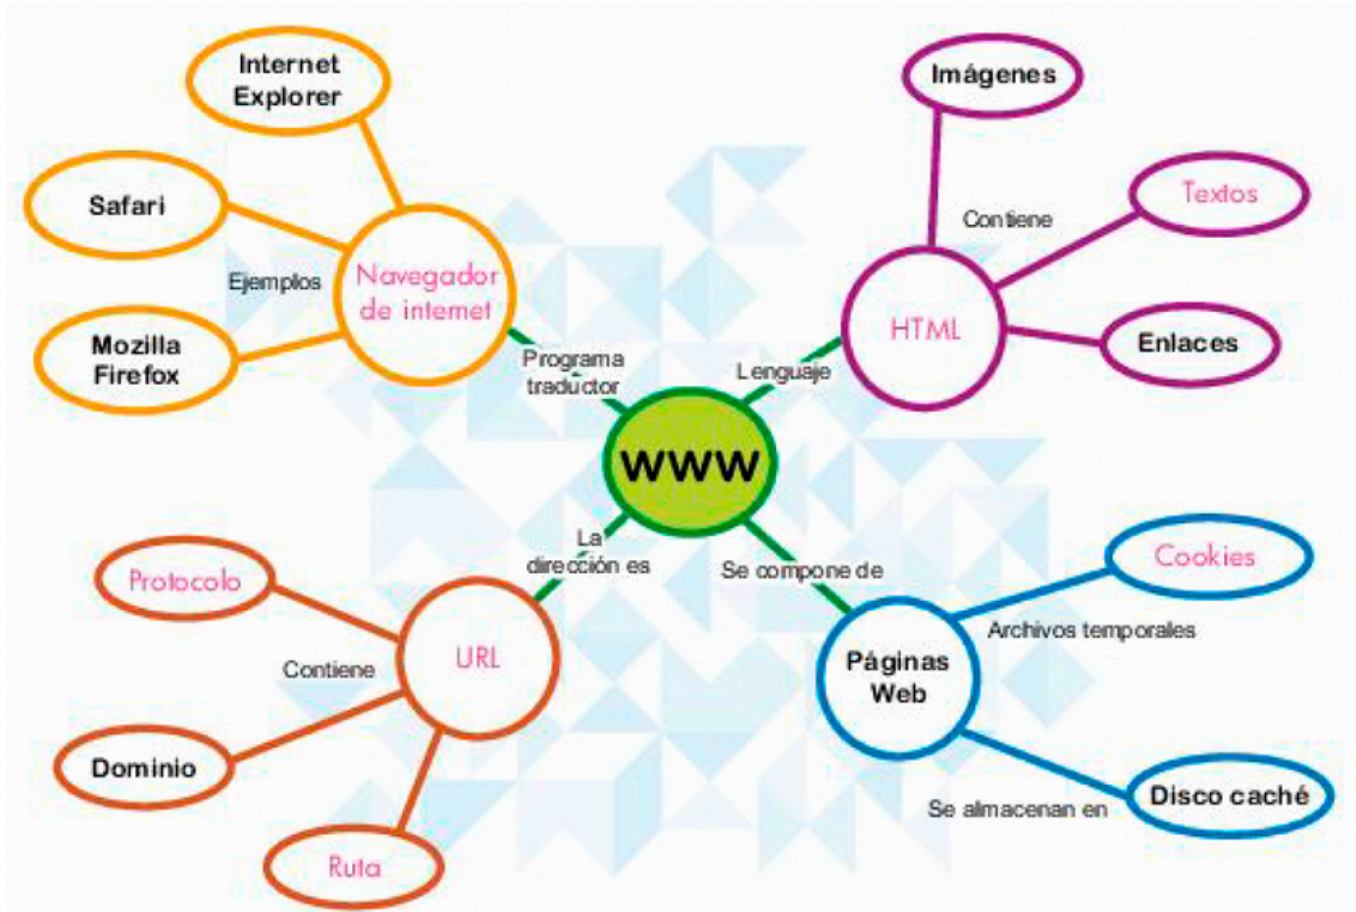 Internet
Explorer
Safari
Ejemplos
Mozilla
Firefox
Navegador
de internet
Programa
traductor
Imágenes
Contiene
Textos
HTML
Enlaces
Lenguaje
www
La
dirección es
Se compone de
Protocolo
Contiene
URL
Dominio
Ruta
Páginas
Web
Cookies
Archivos temporales
Se almacenan en
Disco caché